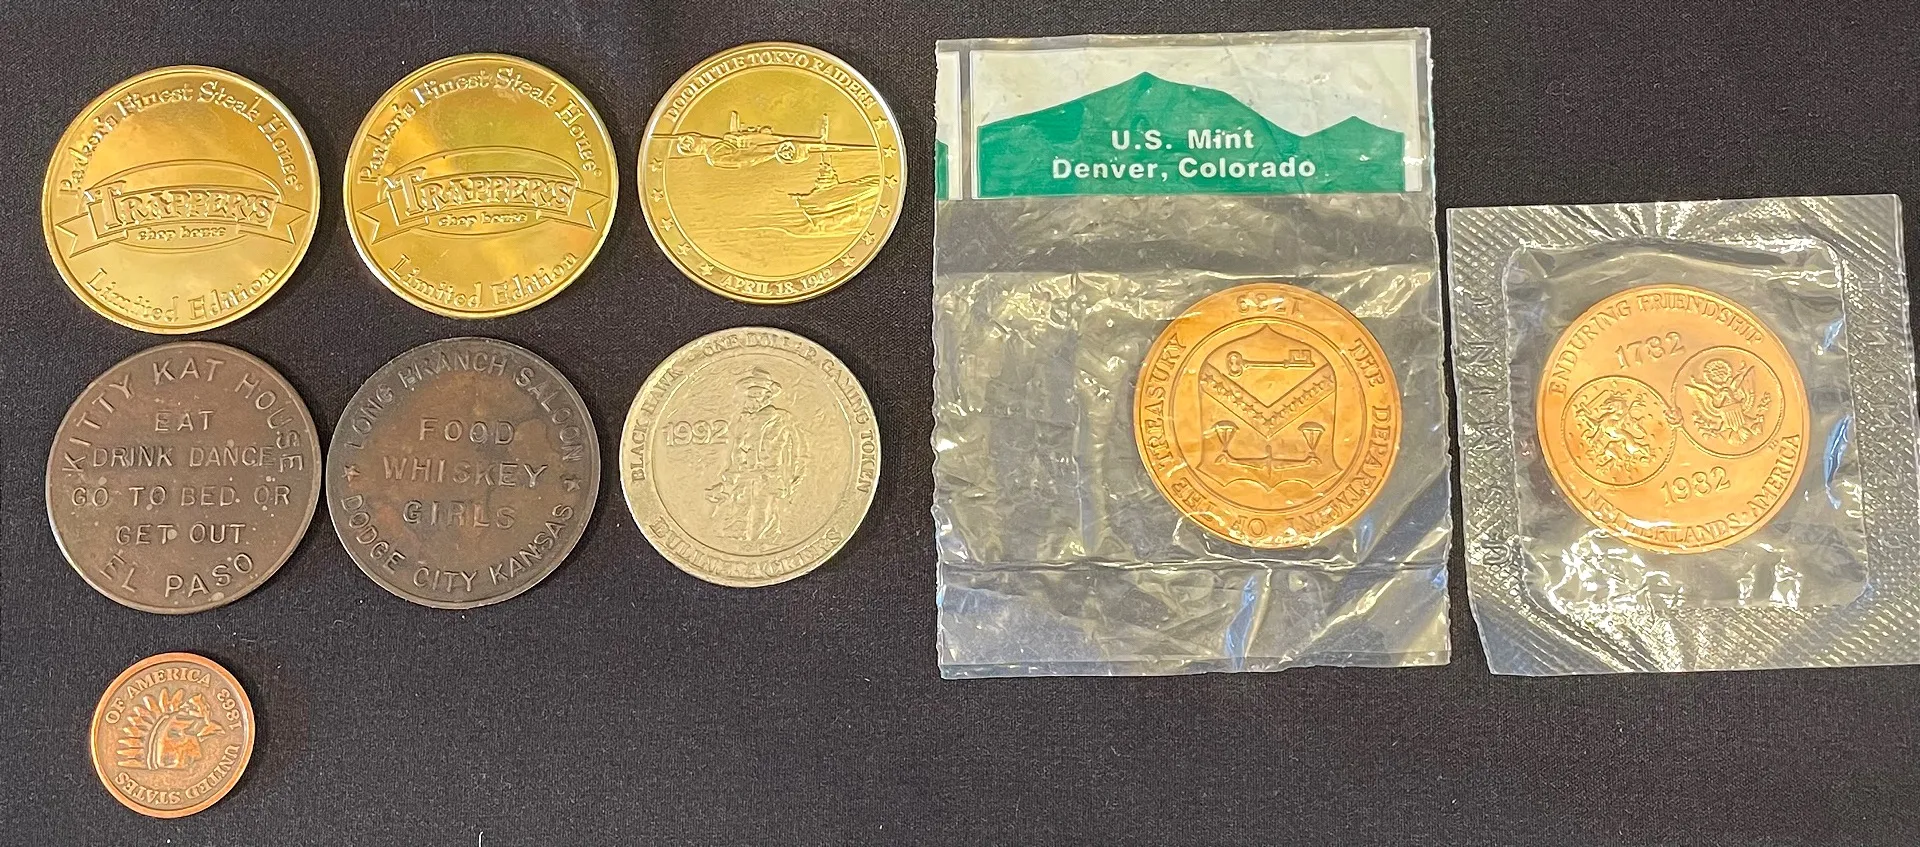 Parker's Finest Steak House®
TRAPPER'S
chop house
Limited Edition
Parker's Finest Steak House®
TRAPPER'S
chop house
Limited Edition
DOOLITTLE TOKYO RAIDERS
APRIL 18, 1942
U.S. Mint
Denver, Colorado
THE DEPARTMENT OF THE TREASURY
1789
ENDURING FRIENDSHIP
1782
1982
NETHERLANDS · AMERICA
KITTY KAT HOUSE
EAT
DRINK DANCE
GO TO BED OR
GET OUT
EL PASO
LONG BRANCH SALOON
FOOD
WHISKEY
GIRLS
DODGE CITY KANSAS
BLACK HAWK ONE DOLLAR GAMING TOKEN
1992
UNITED STATES OF AMERICA
1863